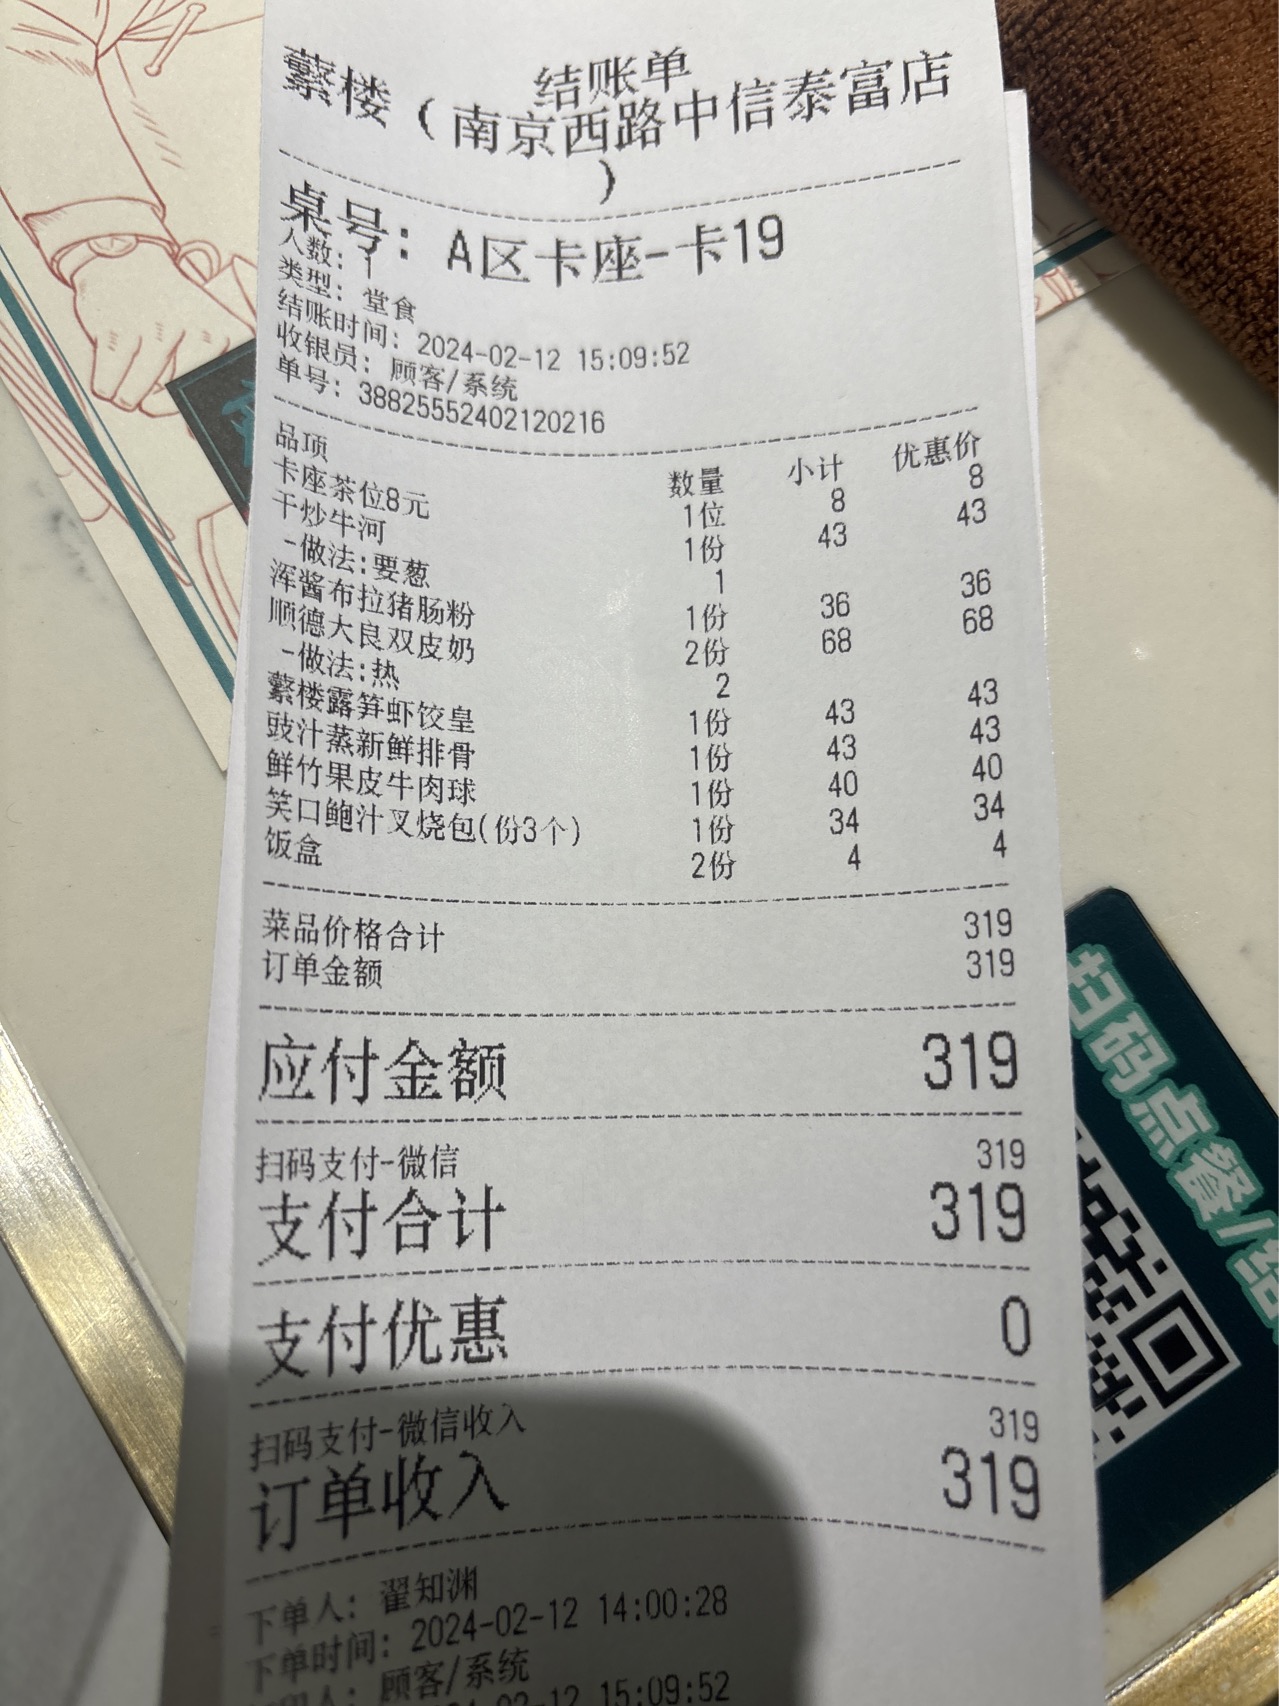 结账单
蘩楼（南京西路中信泰富店
）
桌号：A区卡座-卡19
人数：1
类型：堂食
结账时间：2024-02-12 15:09:52
收银员：顾客/系统
单号：38825552402120216
品项 数量 小计 优惠价
卡座茶位8元 1位 8 8
干炒牛河 1份 43 43
-做法:要葱 1
浑酱布拉猪肠粉 1份 36 36
顺德大良双皮奶 2份 68 68
-做法:热 2
蘩楼露笋虾饺皇 1份 43 43
豉汁蒸新鲜排骨 1份 43 43
鲜竹果皮牛肉球 1份 40 40
笑口鲍汁叉烧包(份3个) 1份 34 34
饭盒 2份 4 4
菜品价格合计 319
订单金额 319
应付金额 319
扫码支付-微信 319
支付合计 319
支付优惠 0
扫码支付-微信收入 319
订单收入 319
下单人：翟知渊
下单时间：2024-02-12 14:00:28
顾客/系统
02-12 15:09:52
扫码点餐/结